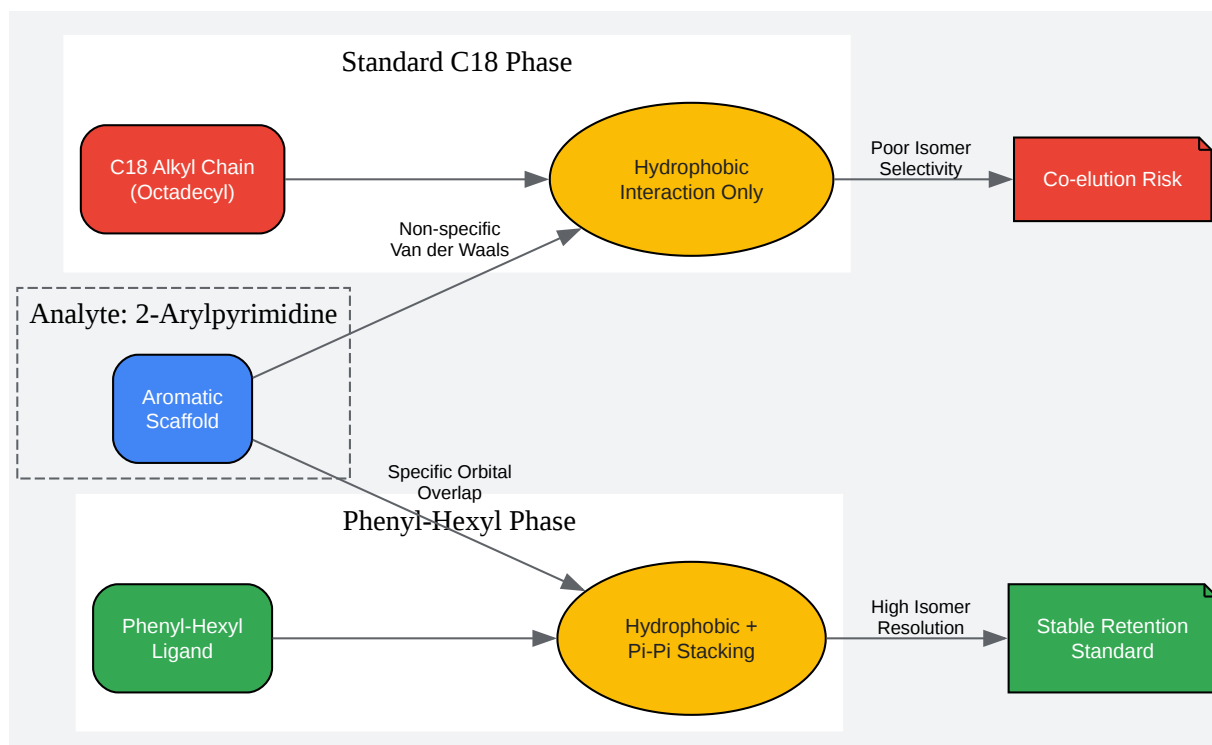 Standard C18 Phase
C18 Alkyl Chain
(Octadecyl)
Hydrophobic
Interaction Only
Poor Isomer
Selectivity
Co-elution Risk
Non-specific
Van der Waals
Analyte: 2-Arylpyrimidine
Aromatic
Scaffold
Specific Orbital
Overlap
Phenyl-Hexyl Phase
Phenyl-Hexyl
Ligand
Hydrophobic +
Pi-Pi Stacking
High Isomer
Resolution
Stable Retention
Standard